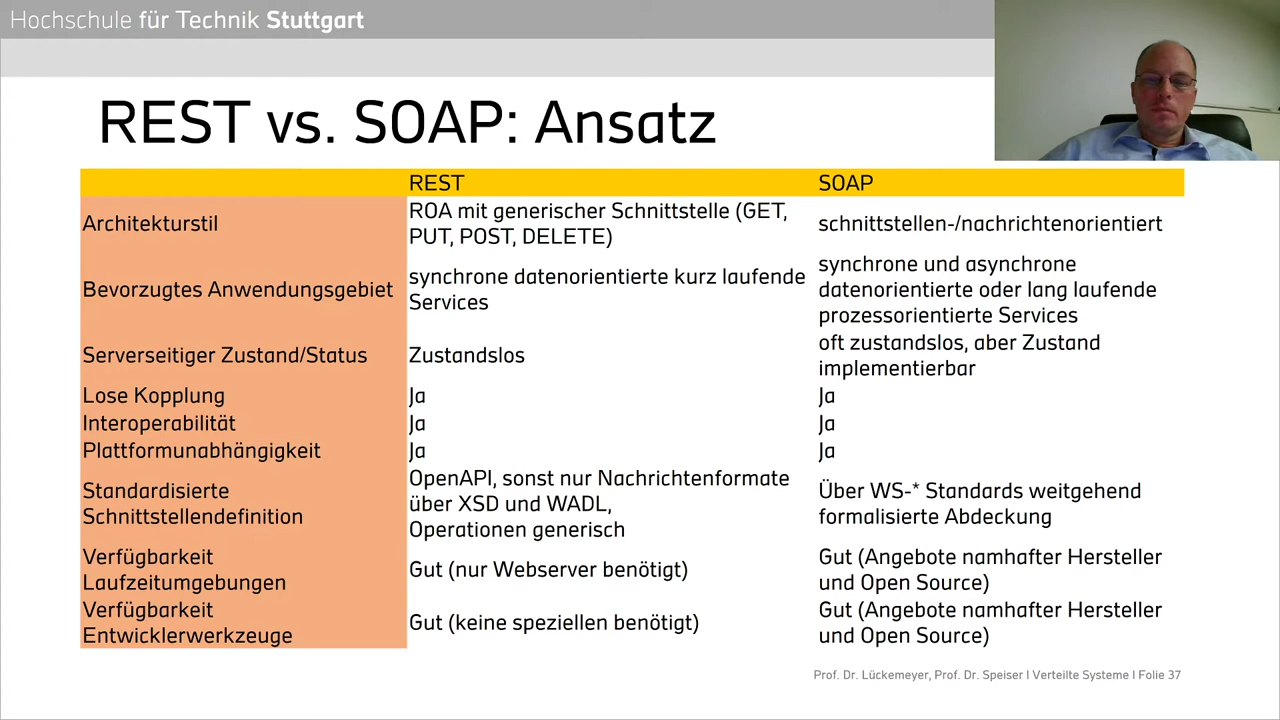 Hochschule für Technik Stuttgart
REST vs. SOAP: Ansatz
REST SOAP
Architekturstil
ROA mit generischer Schnittstelle (GET,
PUT, POST, DELETE)
schnittstellen-/nachrichtenorientiert
Bevorzugtes Anwendungsgebiet
synchrone datenorientierte kurz laufende
Services
synchrone und asynchrone
datenorientierte oder lang laufende
prozessorientierte Services
Serverseitiger Zustand/Status
Zustandslos
oft zustandslos, aber Zustand
implementierbar
Lose Kopplung Ja Ja
Interoperabilität Ja Ja
Plattformunabhängigkeit Ja Ja
Standardisierte
Schnittstellendefinition
OpenAPI, sonst nur Nachrichtenformate
über XSD und WADL,
Operationen generisch
Über WS-* Standards weitgehend
formalisierte Abdeckung
Verfügbarkeit
Laufzeitumgebungen
Gut (nur Webserver benötigt)
Gut (Angebote namhafter Hersteller
und Open Source)
Verfügbarkeit
Entwicklerwerkzeuge
Gut (keine speziellen benötigt)
Gut (Angebote namhafter Hersteller
und Open Source)
Prof. Dr. Lückemeyer, Prof. Dr. Speiser I Verteilte Systeme I Folie 37